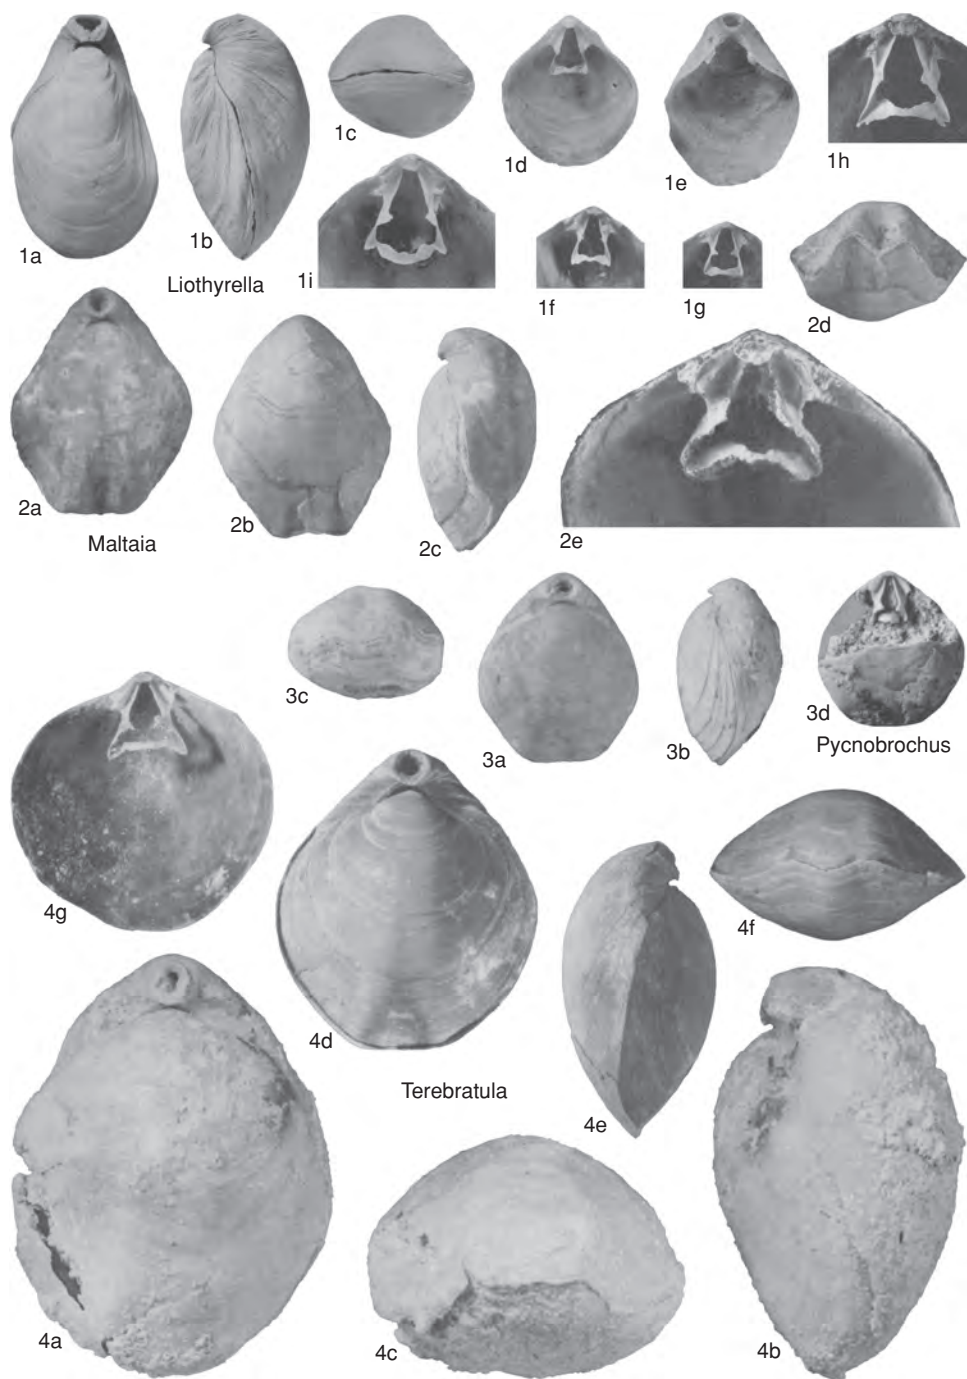 1a
1b
1c
1d
1e
1h
1i
1f
1g
Liothyrella
2d
2a
2b
2c
2e
Maltaia
3c
3a
3b
3d
Pycnobrochus
4g
4d
4e
4f
Terebratula
4a
4c
4b